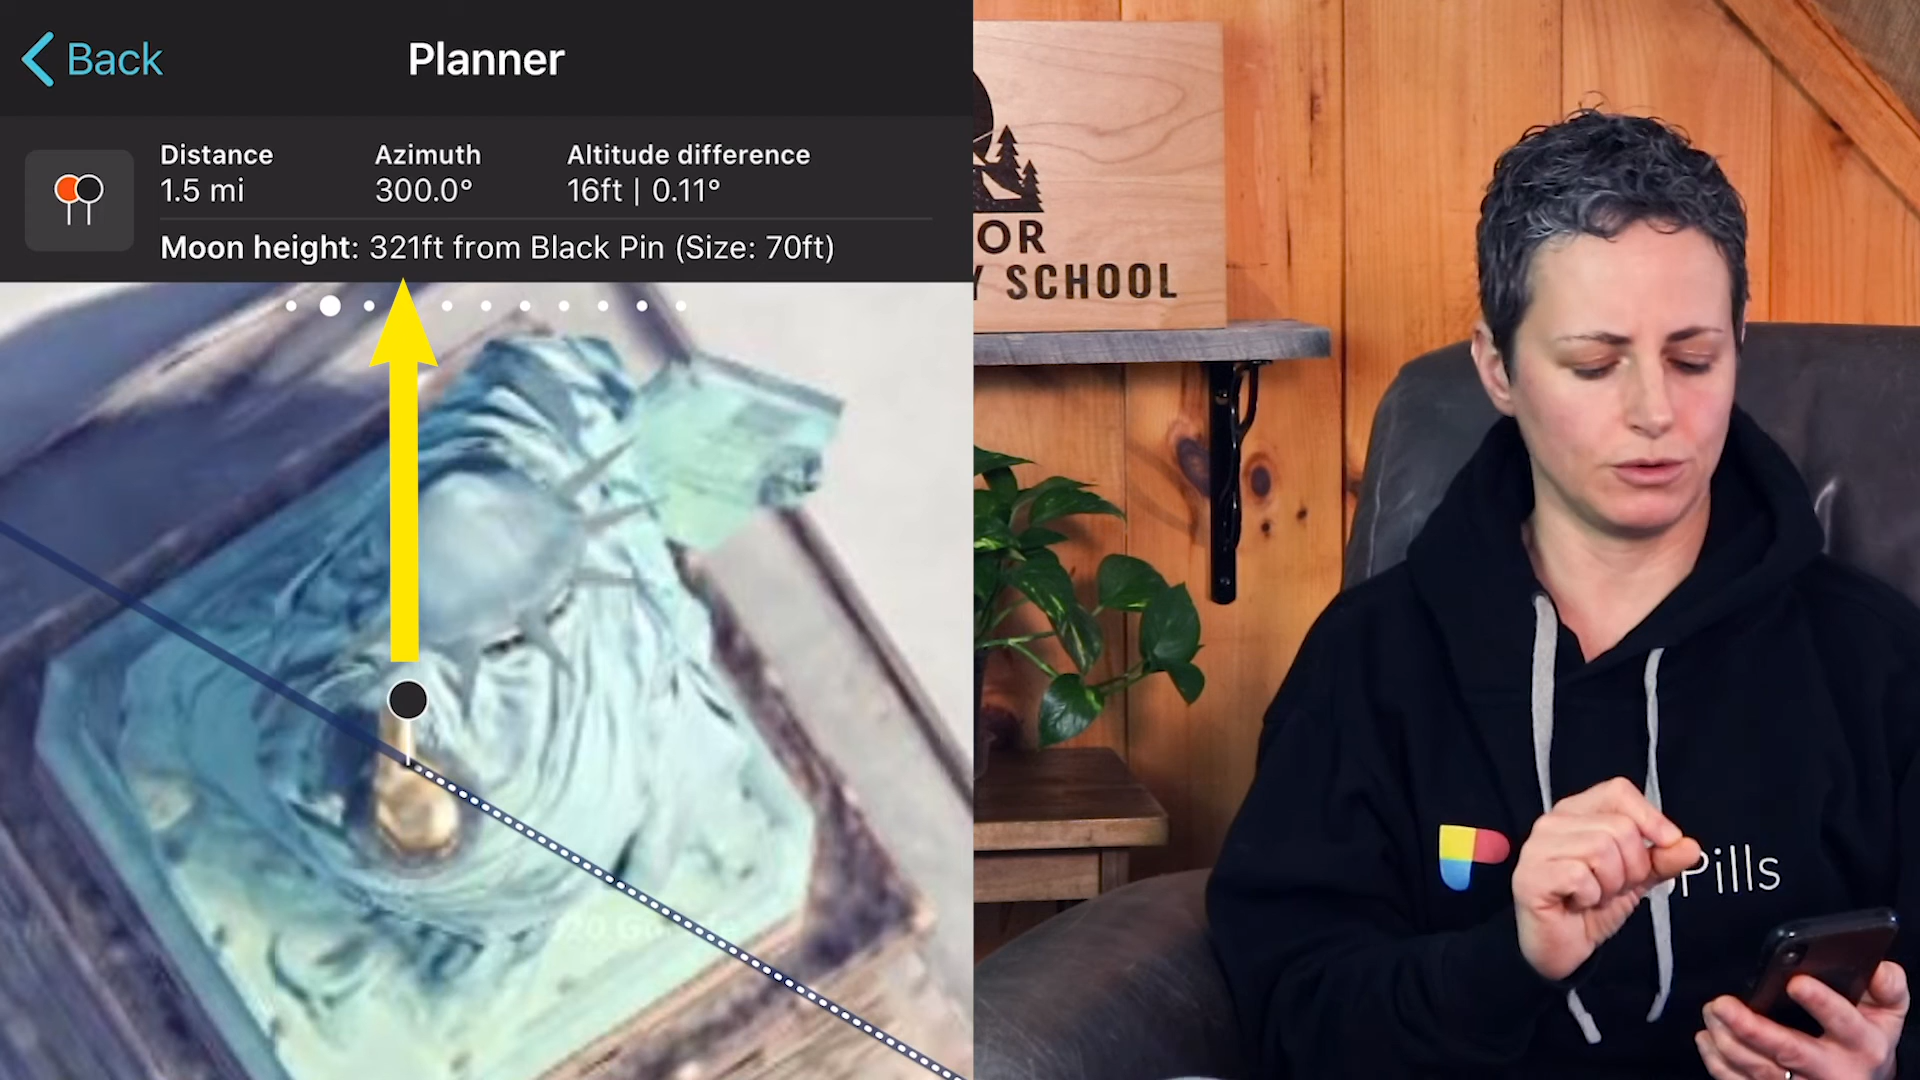 Back
Planner
Distance
1.5 mi
Azimuth
300.0°
Altitude difference
16ft | 0.11°
Moon height: 321ft from Black Pin (Size: 70ft)
OR
Y SCHOOL
Pills